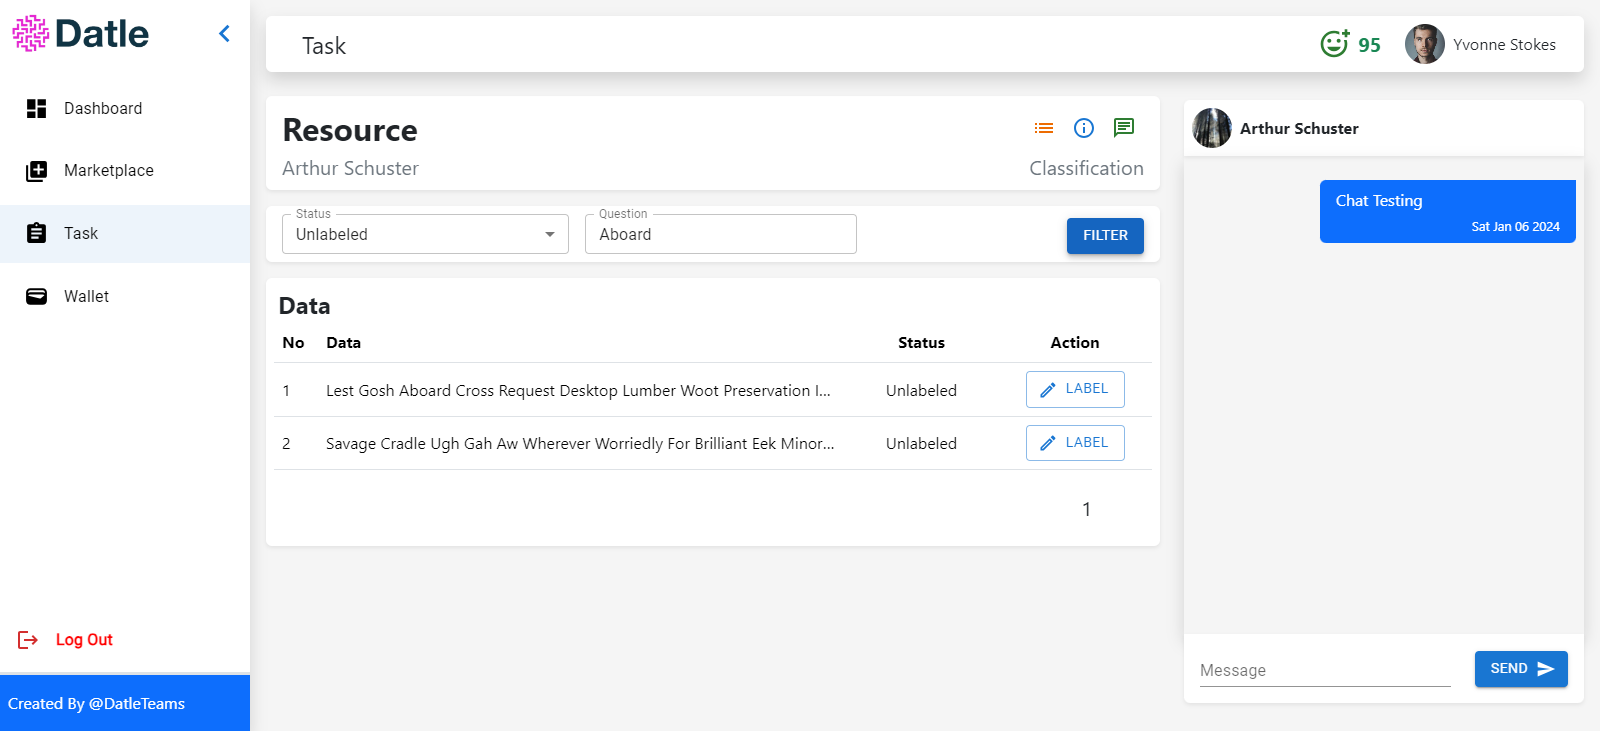 Datle
Dashboard
Marketplace
Task
Wallet
Log Out
Created By @DatleTeams
Task
95
Yvonne Stokes
Resource
Arthur Schuster
Classification
Status
Unlabeled
Question
Aboard
FILTER
Data
No Data Status Action
1 Lest Gosh Aboard Cross Request Desktop Lumber Woot Preservation I... Unlabeled LABEL
2 Savage Cradle Ugh Gah Aw Wherever Worriedly For Brilliant Eek Minor... Unlabeled LABEL
1
Arthur Schuster
Chat Testing
Sat Jan 06 2024
Message
SEND